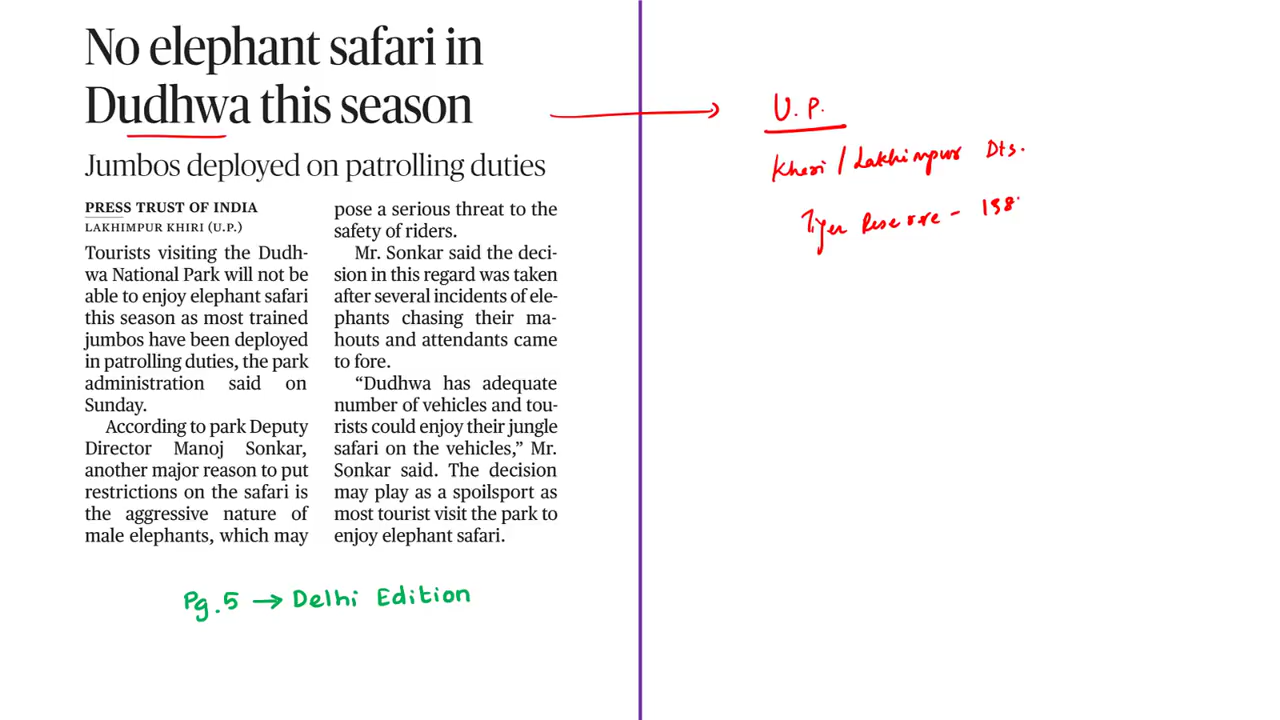 No elephant safari in
Dudhwa this season
Jumbos deployed on patrolling duties
PRESS TRUST OF INDIA
LAKHIMPUR KHIRI (U.P.)
Tourists visiting the Dudh-
wa National Park will not be
able to enjoy elephant safari
this season as most trained
jumbos have been deployed
in patrolling duties, the park
administration said on
Sunday.
According to park Deputy
Director Manoj Sonkar,
another major reason to put
restrictions on the safari is
the aggressive nature of
male elephants, which may
pose a serious threat to the
safety of riders.
Mr. Sonkar said the deci-
sion in this regard was taken
after several incidents of ele-
phants chasing their ma-
houts and attendants came
to fore.
“Dudhwa has adequate
number of vehicles and tou-
rists could enjoy their jungle
safari on the vehicles,” Mr.
Sonkar said. The decision
may play as a spoilsport as
most tourist visit the park to
enjoy elephant safari.
Pg.5 → Delhi Edition
U.P.
Kheri / Lakhimpur Dts.
Tiger Reserve - 198